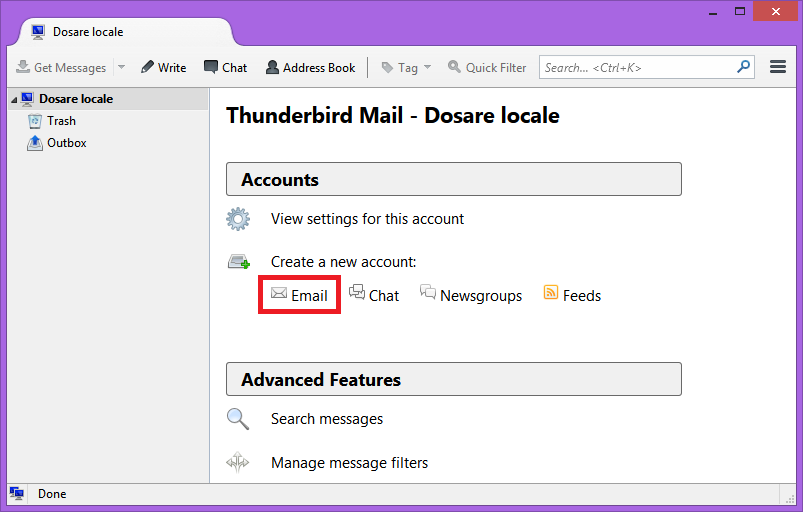 Dosare locale
Get Messages Write Chat Address Book Tag Quick Filter Search... <Ctrl+K>
Dosare locale
Trash
Outbox
Thunderbird Mail - Dosare locale
Accounts
View settings for this account
Create a new account:
Email Chat Newsgroups Feeds
Advanced Features
Search messages
Manage message filters
Done